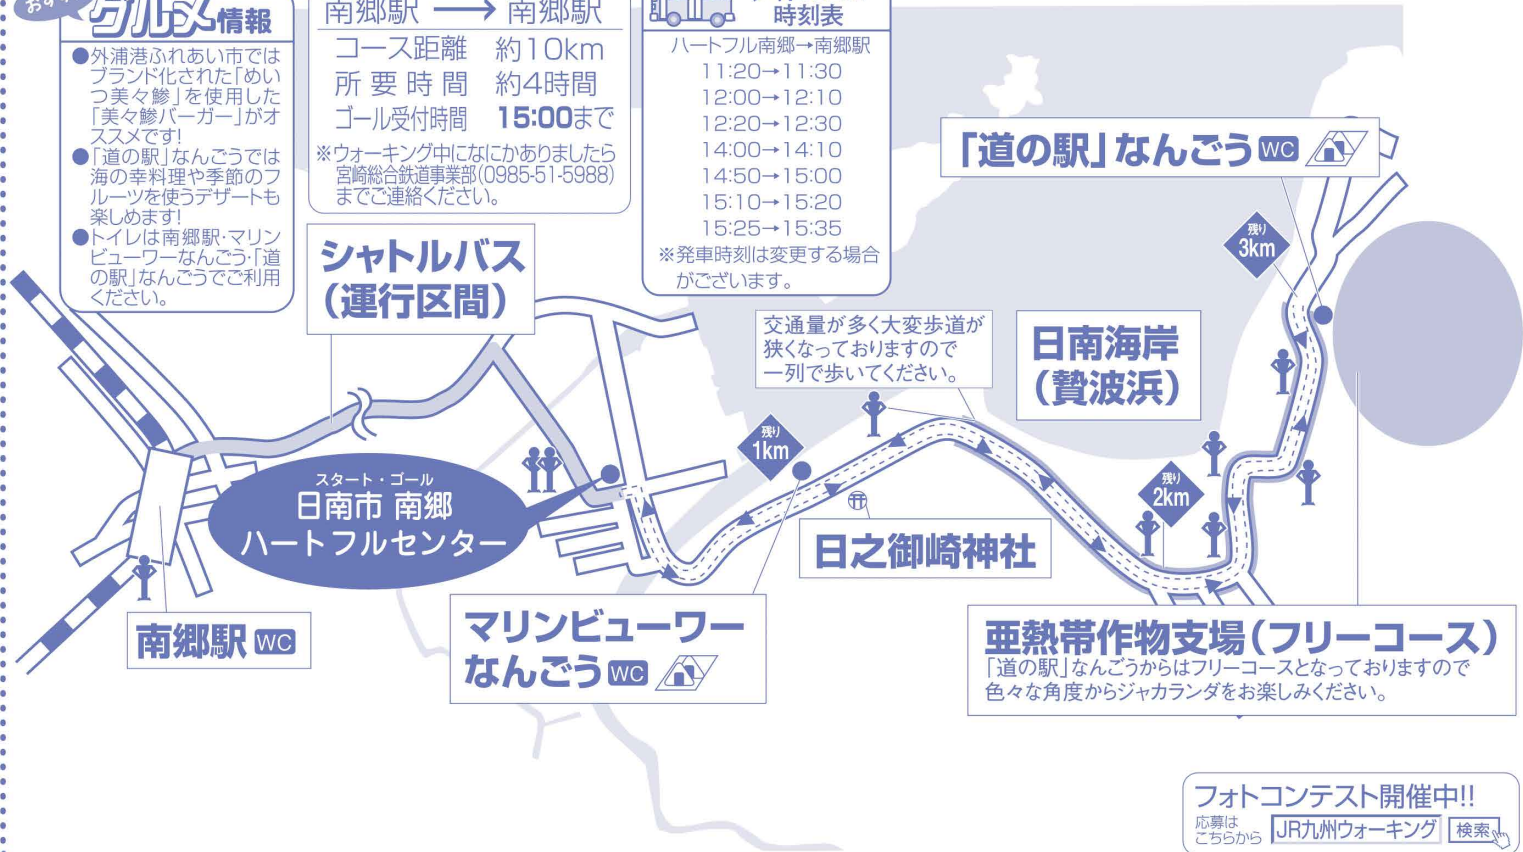 おす
グルメ情報
●外浦港ふれあい市では
ブランド化された「めい
つ美々鯵」を使用した
「美々鯵バーガー」がオ
ススメです!
●「道の駅」なんごうでは
海の幸料理や季節のフ
ルーツを使うデザートも
楽しめます!
●トイレは南郷駅・マリン
ビューワーなんごう・「道
の駅」なんごうでご利用
ください。
南郷駅 → 南郷駅
コース距離 約10km
所要時間 約4時間
ゴール受付時間 15:00まで
※ウォーキング中になにかありましたら
宮崎総合鉄道事業部(0985-51-5988)
までご連絡ください。
時刻表
ハートフル南郷→南郷駅
11:20→11:30
12:00→12:10
12:20→12:30
14:00→14:10
14:50→15:00
15:10→15:20
15:25→15:35
※発車時刻は変更する場合
がございます。
「道の駅」なんごう WC
残り
3km
シャトルバス
(運行区間)
交通量が多く大変歩道が
狭くなっておりますので
一列で歩いてください。
日南海岸
(贄波浜)
残り
1km
残り
2km
スタート・ゴール
日南市 南郷
ハートフルセンター
日之御崎神社
南郷駅 WC
マリンビューワー
なんごう WC
亜熱帯作物支場(フリーコース)
「道の駅」なんごうからはフリーコースとなっておりますので
色々な角度からジャカランダをお楽しみください。
フォトコンテスト開催中!!
応募は
こちらから
JR九州ウォーキング 検索